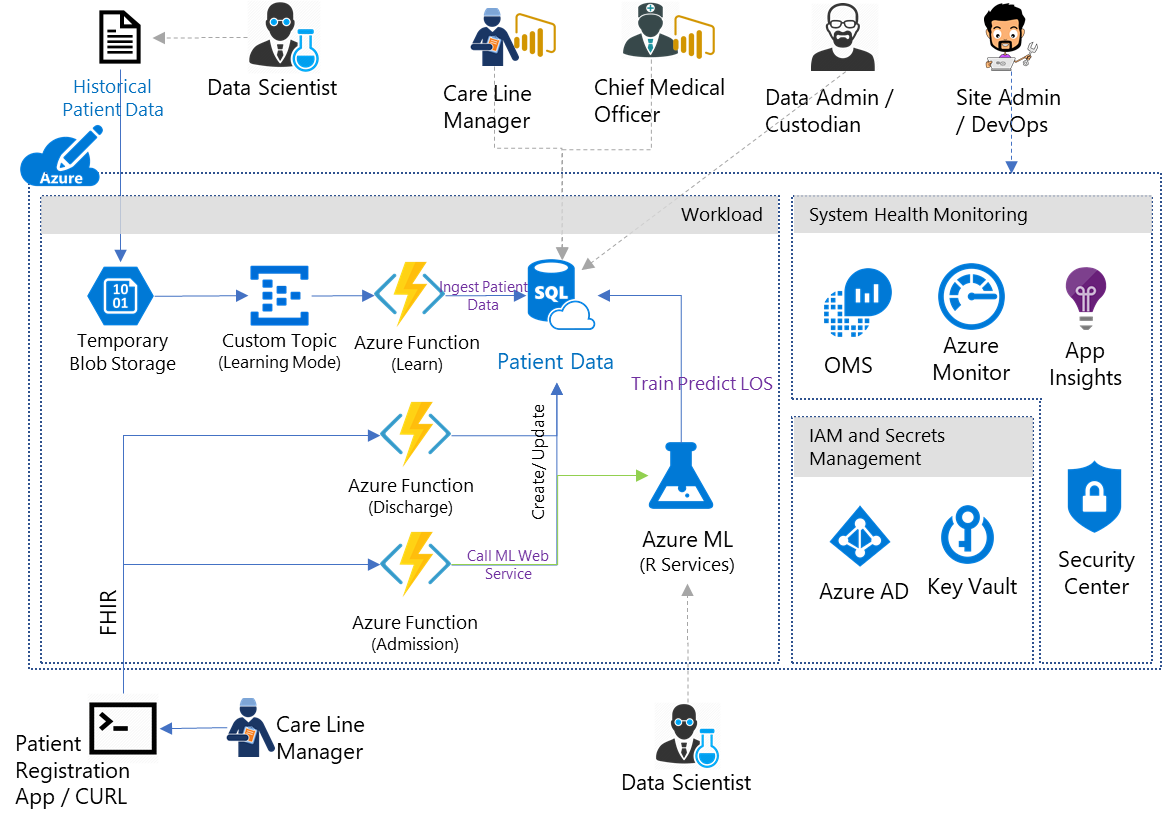 Historical
Patient Data
Data Scientist
Care Line
Manager
Chief Medical
Officer
Data Admin /
Custodian
Site Admin
/ DevOps
Azure
Workload
System Health Monitoring
10
01
Temporary
Blob Storage
Custom Topic
(Learning Mode)
Azure Function
(Learn)
Ingest Patient
Data
SQL
Patient Data
Train Predict LOS
OMS
Azure
Monitor
App
Insights
Azure Function
(Discharge)
Create/ Update
IAM and Secrets
Management
Azure ML
(R Services)
Call ML Web
Service
Azure Function
(Admission)
FHIR
Azure AD
Key Vault
Security
Center
Patient
Registration
App / CURL
Care Line
Manager
Data Scientist